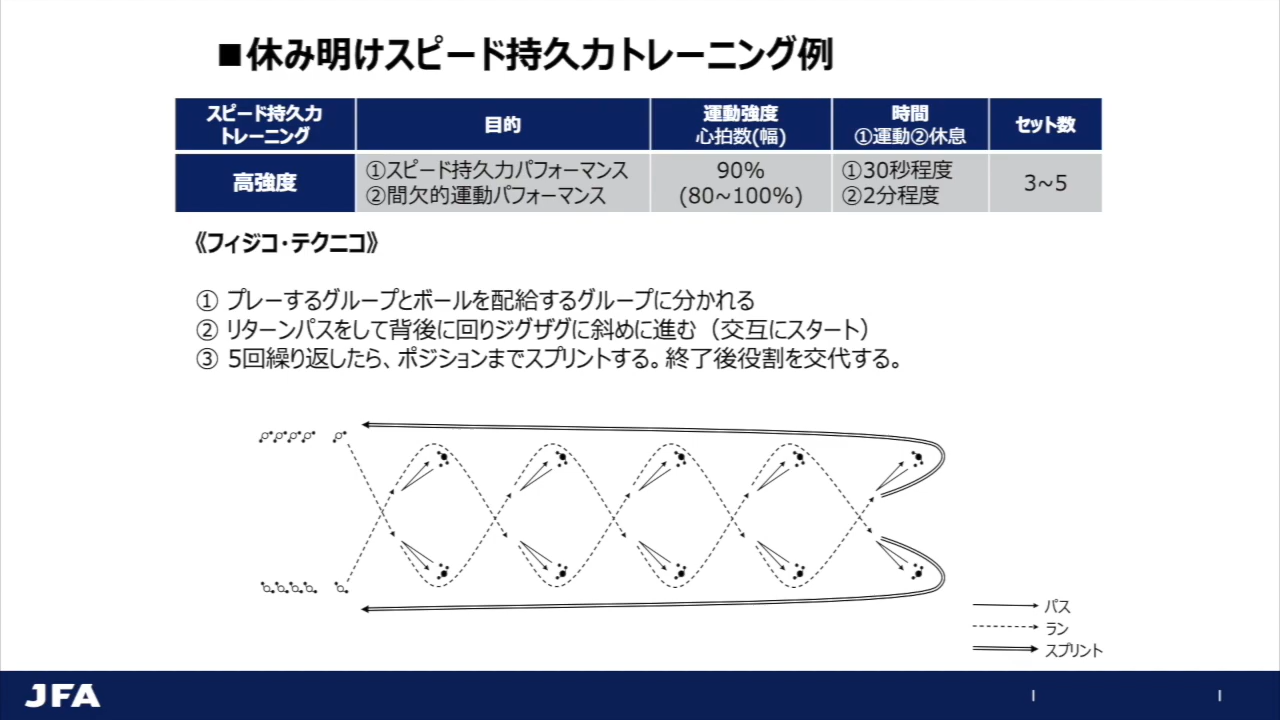 ■休み明けスピード持久力トレーニング例
スピード持久力
トレーニング
目的
運動強度
心拍数(幅)
時間
①運動②休息
セット数
高強度
①スピード持久力パフォーマンス
②間欠的運動パフォーマンス
90%
(80~100%)
①30秒程度
②2分程度
3~5
《フィジコ・テクニコ》
① プレーするグループとボールを配給するグループに分かれる
② リターンパスをして背後に回りジグザグに斜めに進む（交互にスタート）
③ 5回繰り返したら、ポジションまでスプリントする。終了後役割を交代する。
パス
ラン
スプリント
JFA